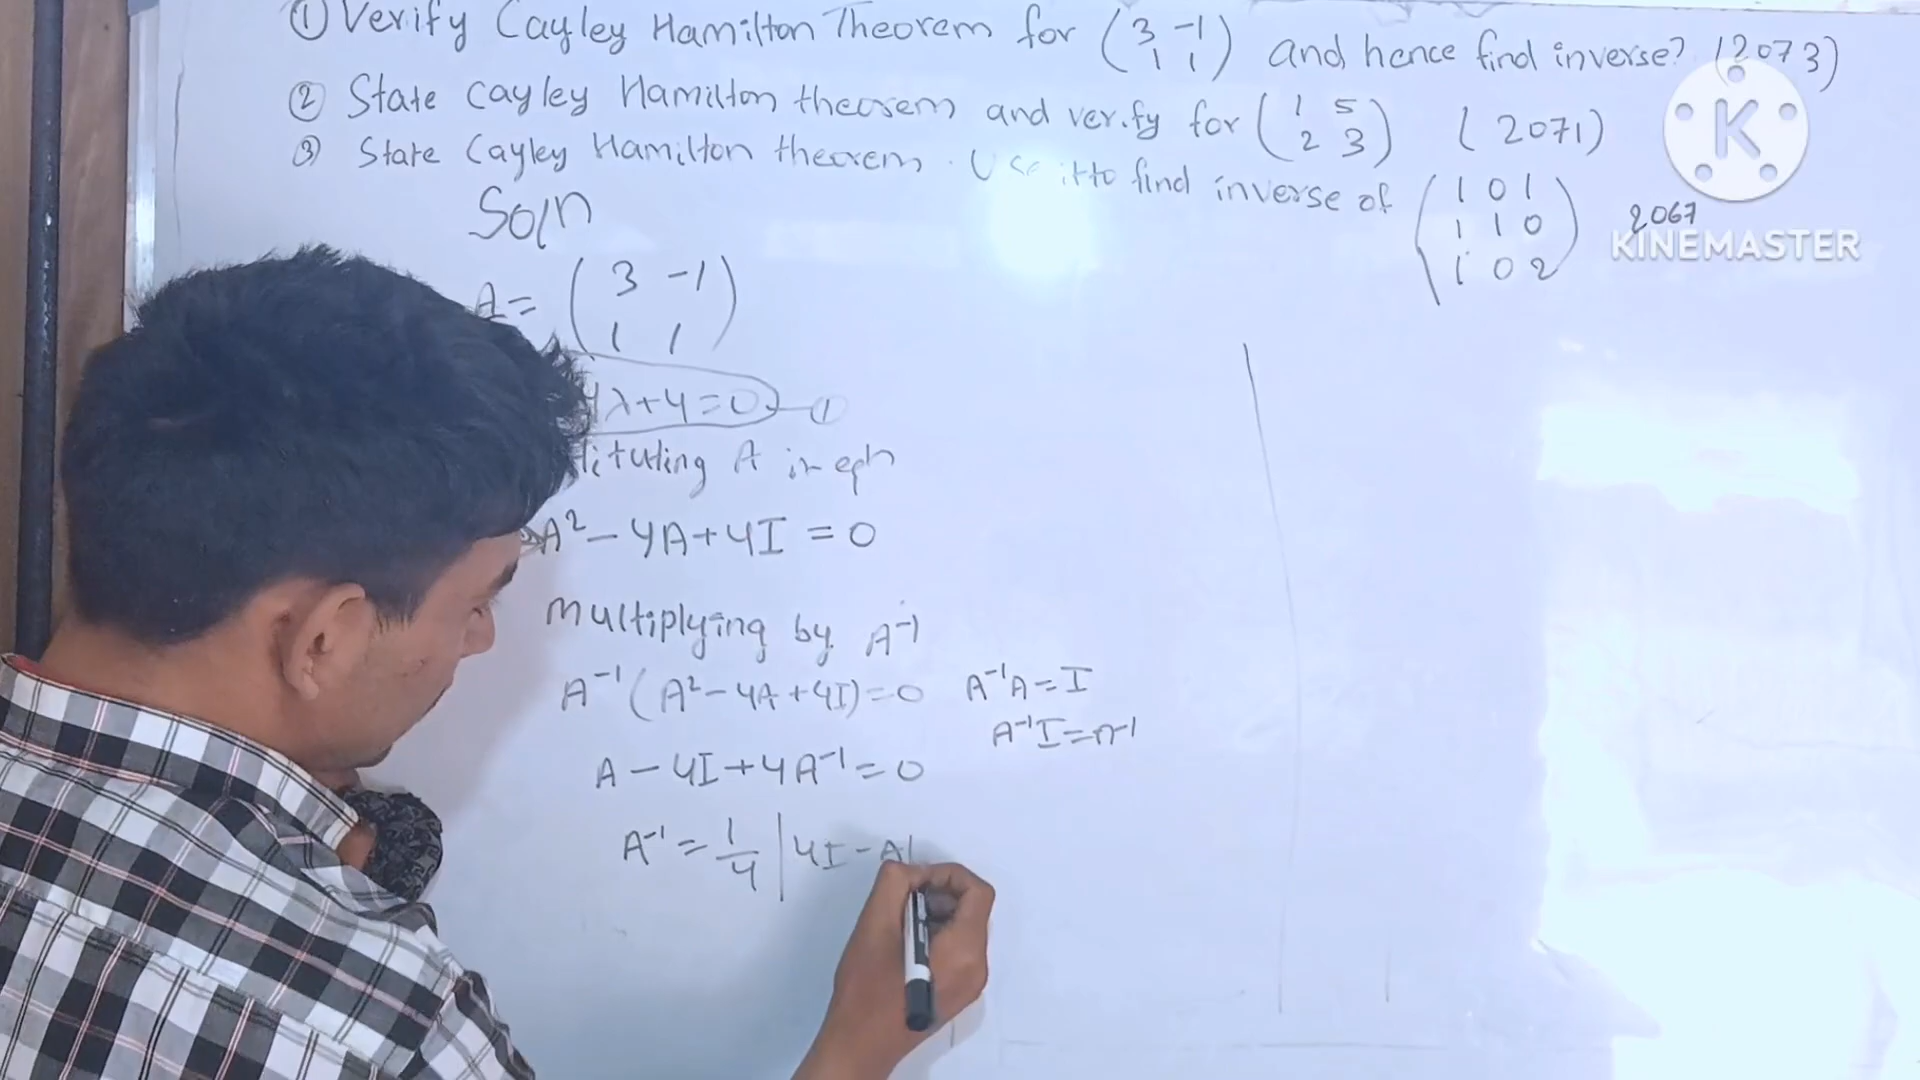 ① Verify Cayley Hamilton Theorem for (3 -1
1 1) and hence find inverse? (2073)
② State Cayley Hamilton theorem and verify for (1 5
2 3) (2071)
③ State Cayley Hamilton theorem. Use it to find inverse of (1 0 1
1 1 0
1 0 2) 2067
K
KINEMASTER
Soln
A = (3 -1
1 1)
4λ+4=0 ①
tituting A in eqn
A² - 4A + 4I = 0
Multiplying by A⁻¹
A⁻¹(A² - 4A + 4I) = 0 A⁻¹A = I
A⁻¹I = A⁻¹
A - 4I + 4A⁻¹ = 0
A⁻¹ = 1/4 | 4I - A|